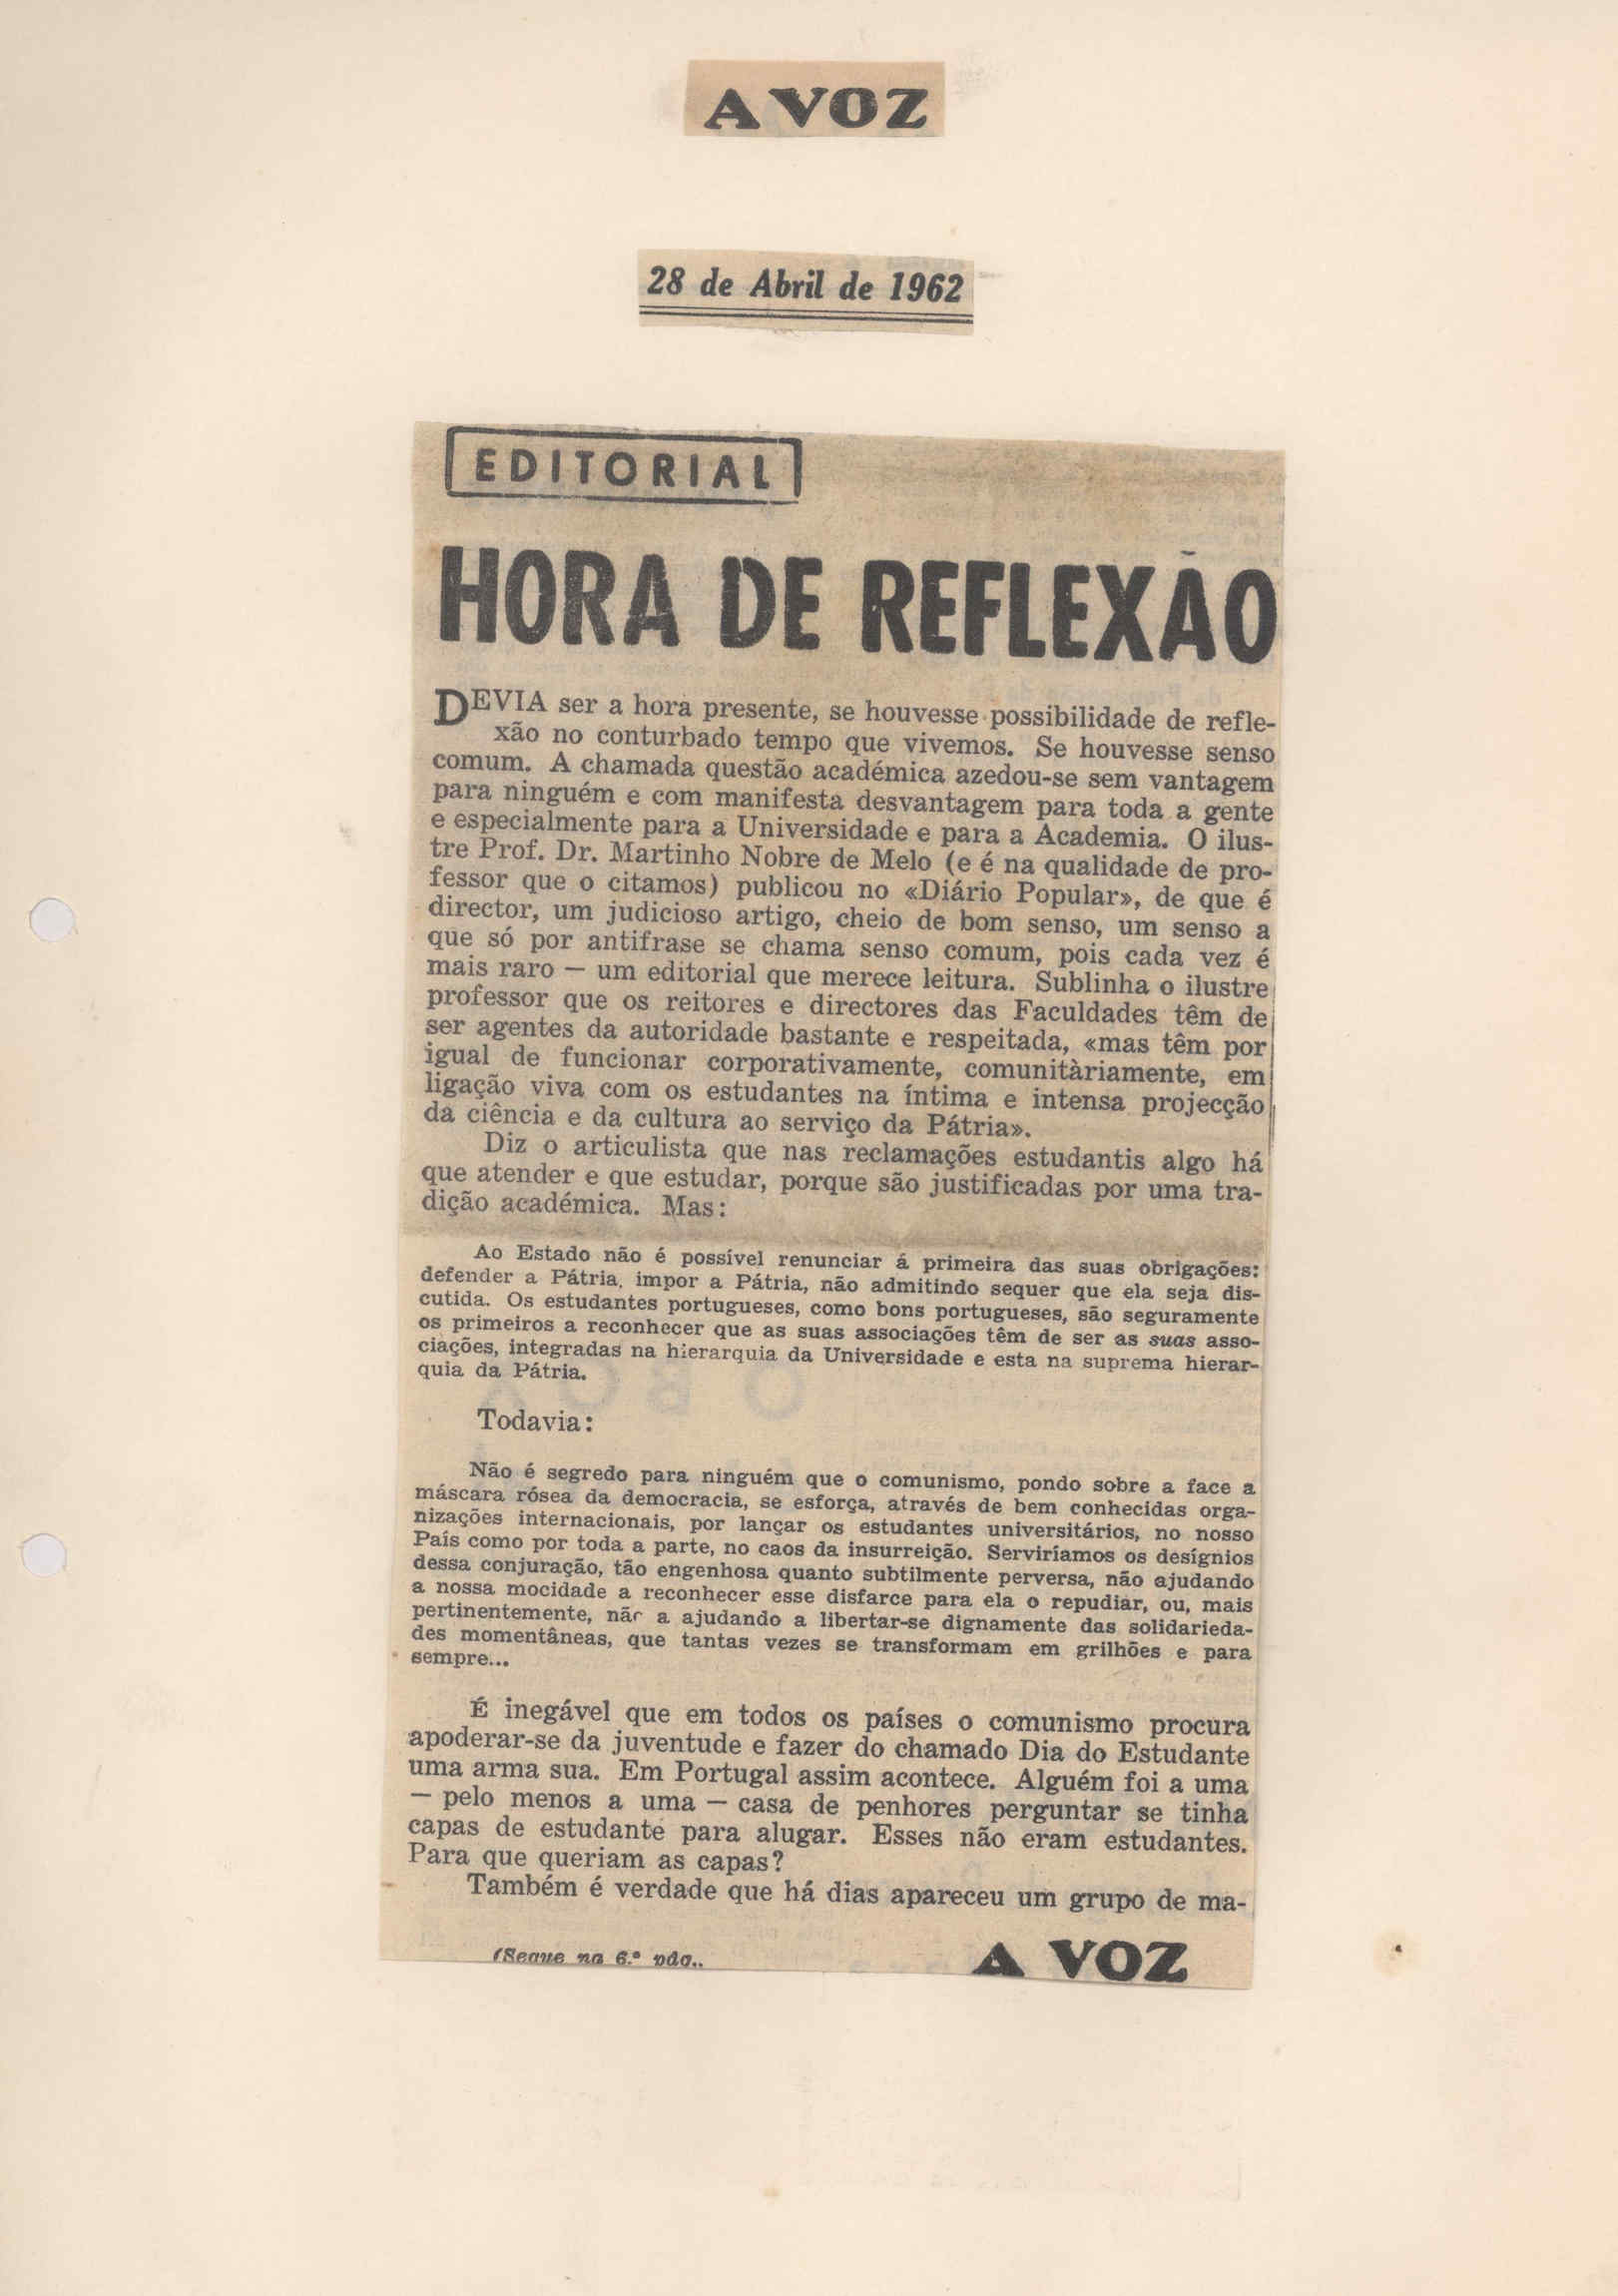 A VOZ
28 de Abril de 1962
EDITORIAL
HORA DE REFLEXÃO
DEVIA ser a hora presente, se houvesse possibilidade de refle-
xão no conturbado tempo que vivemos. Se houvesse senso
comum. A chamada questão académica azedou-se sem vantagem
para ninguém e com manifesta desvantagem para toda a gente
e especialmente para a Universidade e para a Academia. O ilus-
tre Prof. Dr. Martinho Nobre de Melo (e é na qualidade de pro-
fessor que o citamos) publicou no «Diário Popular», de que é
director, um judicioso artigo, cheio de bom senso, um senso a
que só por antifrase se chama senso comum, pois cada vez é
mais raro — um editorial que merece leitura. Sublinha o ilustre
professor que os reitores e directores das Faculdades têm de
ser agentes da autoridade bastante e respeitada, «mas têm por
igual de funcionar corporativamente, comunitàriamente, em
ligação viva com os estudantes na íntima e intensa projecção
da ciência e da cultura ao serviço da Pátria».
Diz o articulista que nas reclamações estudantis algo há
que atender e que estudar, porque são justificadas por uma tra-
dição académica. Mas:
Ao Estado não é possível renunciar á primeira das suas obrigações:
defender a Pátria, impor a Pátria, não admitindo sequer que ela seja dis-
cutida. Os estudantes portugueses, como bons portugueses, são seguramente
os primeiros a reconhecer que as suas associações têm de ser as suas asso-
ciações, integradas na hierarquia da Universidade e esta na suprema hierar-
quia da Pátria.
Todavia:
Não é segredo para ninguém que o comunismo, pondo sobre a face a
máscara rósea da democracia, se esforça, através de bem conhecidas orga-
nizações internacionais, por lançar os estudantes universitários, no nosso
País como por toda a parte, no caos da insurreição. Serviríamos os desígnios
dessa conjuração, tão engenhosa quanto subtilmente perversa, não ajudando
a nossa mocidade a reconhecer esse disfarce para ela o repudiar, ou, mais
pertinentemente, não a ajudando a libertar-se dignamente das solidarieda-
des momentâneas, que tantas vezes se transformam em grilhões e para
sempre...
É inegável que em todos os países o comunismo procura
apoderar-se da juventude e fazer do chamado Dia do Estudante
uma arma sua. Em Portugal assim acontece. Alguém foi a uma
— pelo menos a uma — casa de penhores perguntar se tinha
capas de estudante para alugar. Esses não eram estudantes.
Para que queriam as capas?
Também é verdade que há dias apareceu um grupo de ma-
(Segue na 6.ª pág.
A VOZ